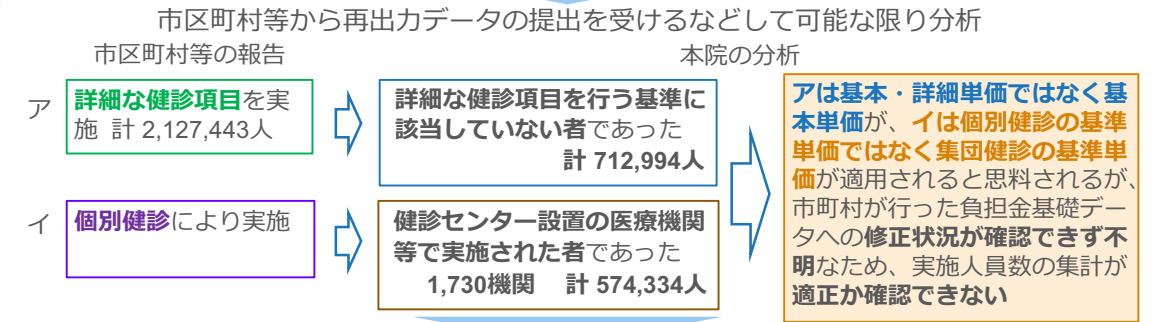 市区町村等から再出力データの提出を受けるなどして可能な限り分析
市区町村等の報告
本院の分析
ア
詳細な健診項目を実
施 計 2,127,443人
詳細な健診項目を行う基準に
該当していない者であった
計 712,994人
イ
個別健診により実施
健診センター設置の医療機関
等で実施された者であった
1,730機関 計 574,334人
アは基本・詳細単価ではなく基
本単価が、イは個別健診の基準
単価ではなく集団健診の基準単
価が適用されると思料されるが、
市町村が行った負担金基礎デー
タへの修正状況が確認できず不
明なため、実施人員数の集計が
適正か確認できない